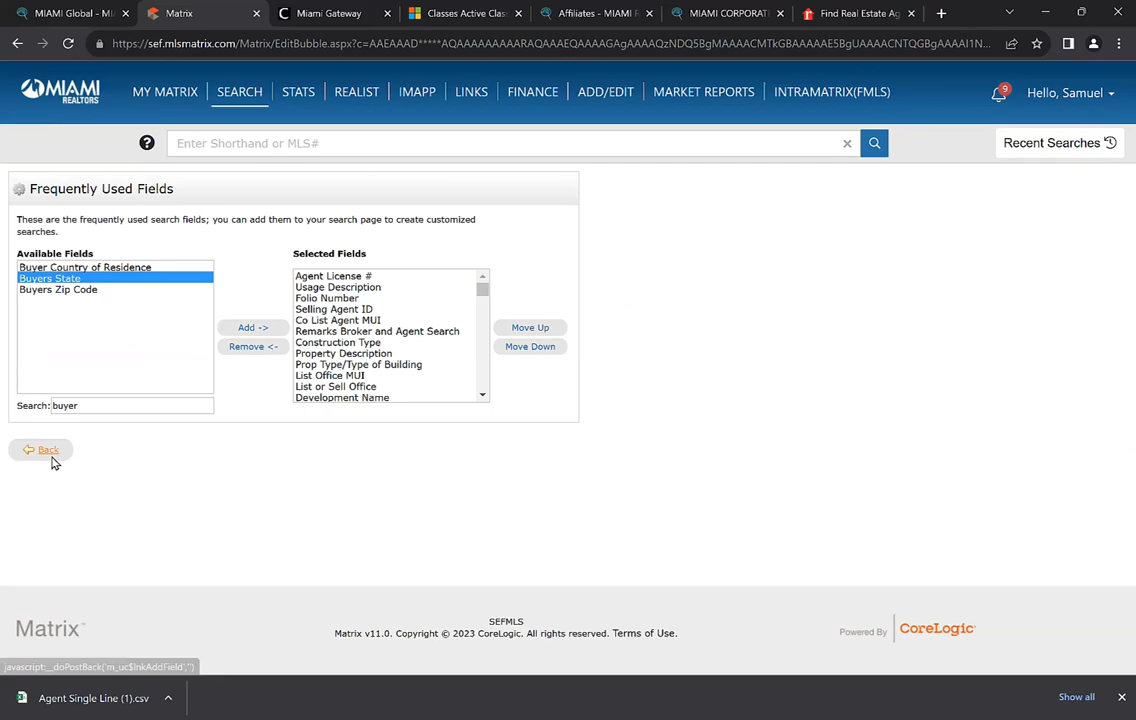 MIAMI Global - MI
Matrix
Miami Gateway
Classes Active Clas
Affiliates - MIAMI R
MIAMI CORPORAT
Find Real Estate Ag
https://sef.mlsmatrix.com/Matrix/EditBubble.aspx?c=AAEAAAD*****AQAAAAAAAAARAQAAAEQAAAAGAgAAAAQzNDQ5BgMAAAACMTkGBAAAAAE5BgUAAAACNTQGBgAAAAI1N...
MIAMI REALTORS
MY MATRIX SEARCH STATS REALIST IMAPP LINKS FINANCE ADD/EDIT MARKET REPORTS INTRAMATRIX(FMLS)
9
Hello, Samuel
Enter Shorthand or MLS#
Recent Searches
Frequently Used Fields
These are the frequently used search fields; you can add them to your search page to create customized
searches.
Available Fields
Buyer Country of Residence
Buyers State
Buyers Zip Code
Search: buyer
Add ->
Remove <-
Selected Fields
Agent License #
Usage Description
Folio Number
Selling Agent ID
Co List Agent MUI
Remarks Broker and Agent Search
Construction Type
Property Description
Prop Type/Type of Building
List Office MUI
List or Sell Office
Development Name
Move Up
Move Down
Back
Matrix™
SEFMLS
Matrix v11.0. Copyright © 2023 CoreLogic. All rights reserved. Terms of Use.
Powered By CoreLogic
javascript:__doPostBack('m_uc$lnkAddField','')
Agent Single Line (1).csv
Show all